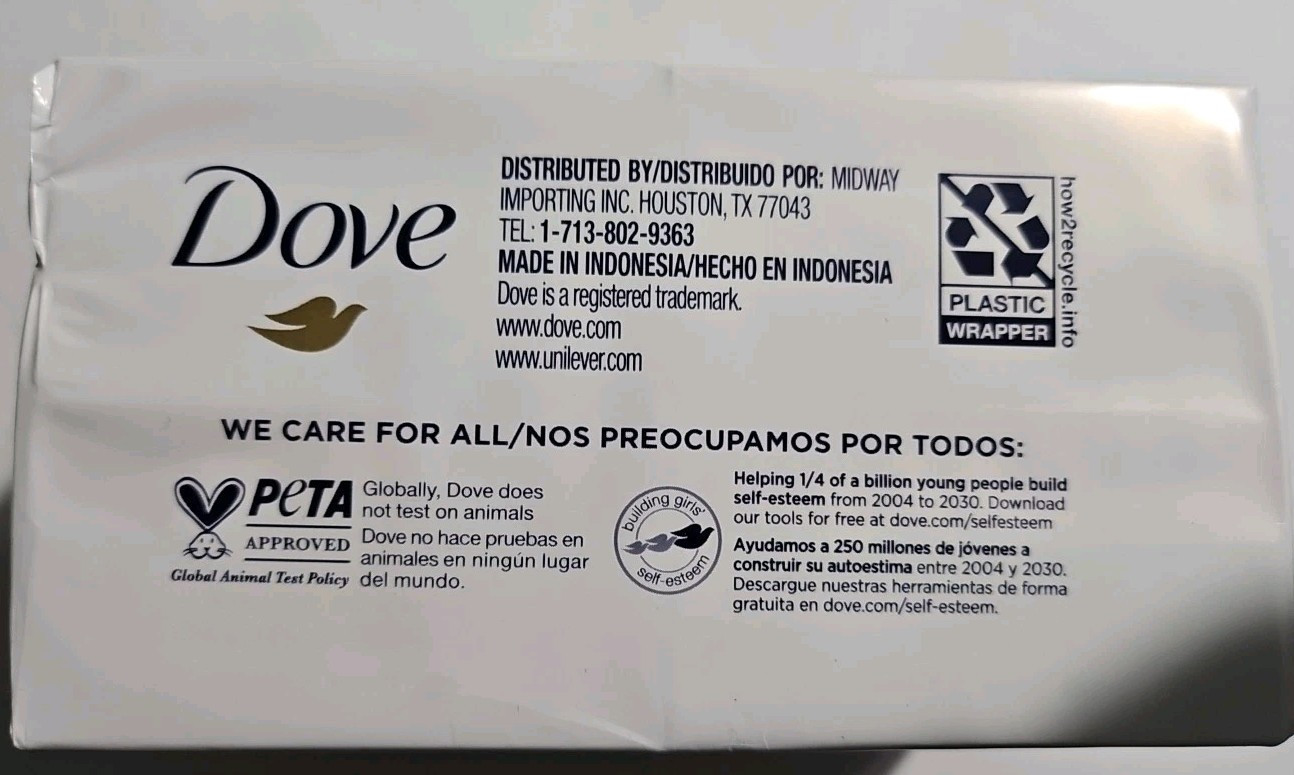 Dove
DISTRIBUTED BY/DISTRIBUIDO POR: MIDWAY
IMPORTING INC. HOUSTON, TX 77043
TEL: 1-713-802-9363
MADE IN INDONESIA/HECHO EN INDONESIA
Dove is a registered trademark.
www.dove.com
www.unilever.com
PLASTIC
WRAPPER
how2recycle.info
WE CARE FOR ALL/NOS PREOCUPAMOS POR TODOS:
PeTA
APPROVED
Global Animal Test Policy
Globally, Dove does
not test on animals
Dove no hace pruebas en
animales en ningún lugar
del mundo.
building girls'
self-esteem
Helping 1/4 of a billion young people build
self-esteem from 2004 to 2030. Download
our tools for free at dove.com/selfesteem
Ayudamos a 250 millones de jóvenes a
construir su autoestima entre 2004 y 2030.
Descargue nuestras herramientas de forma
gratuita en dove.com/self-esteem.